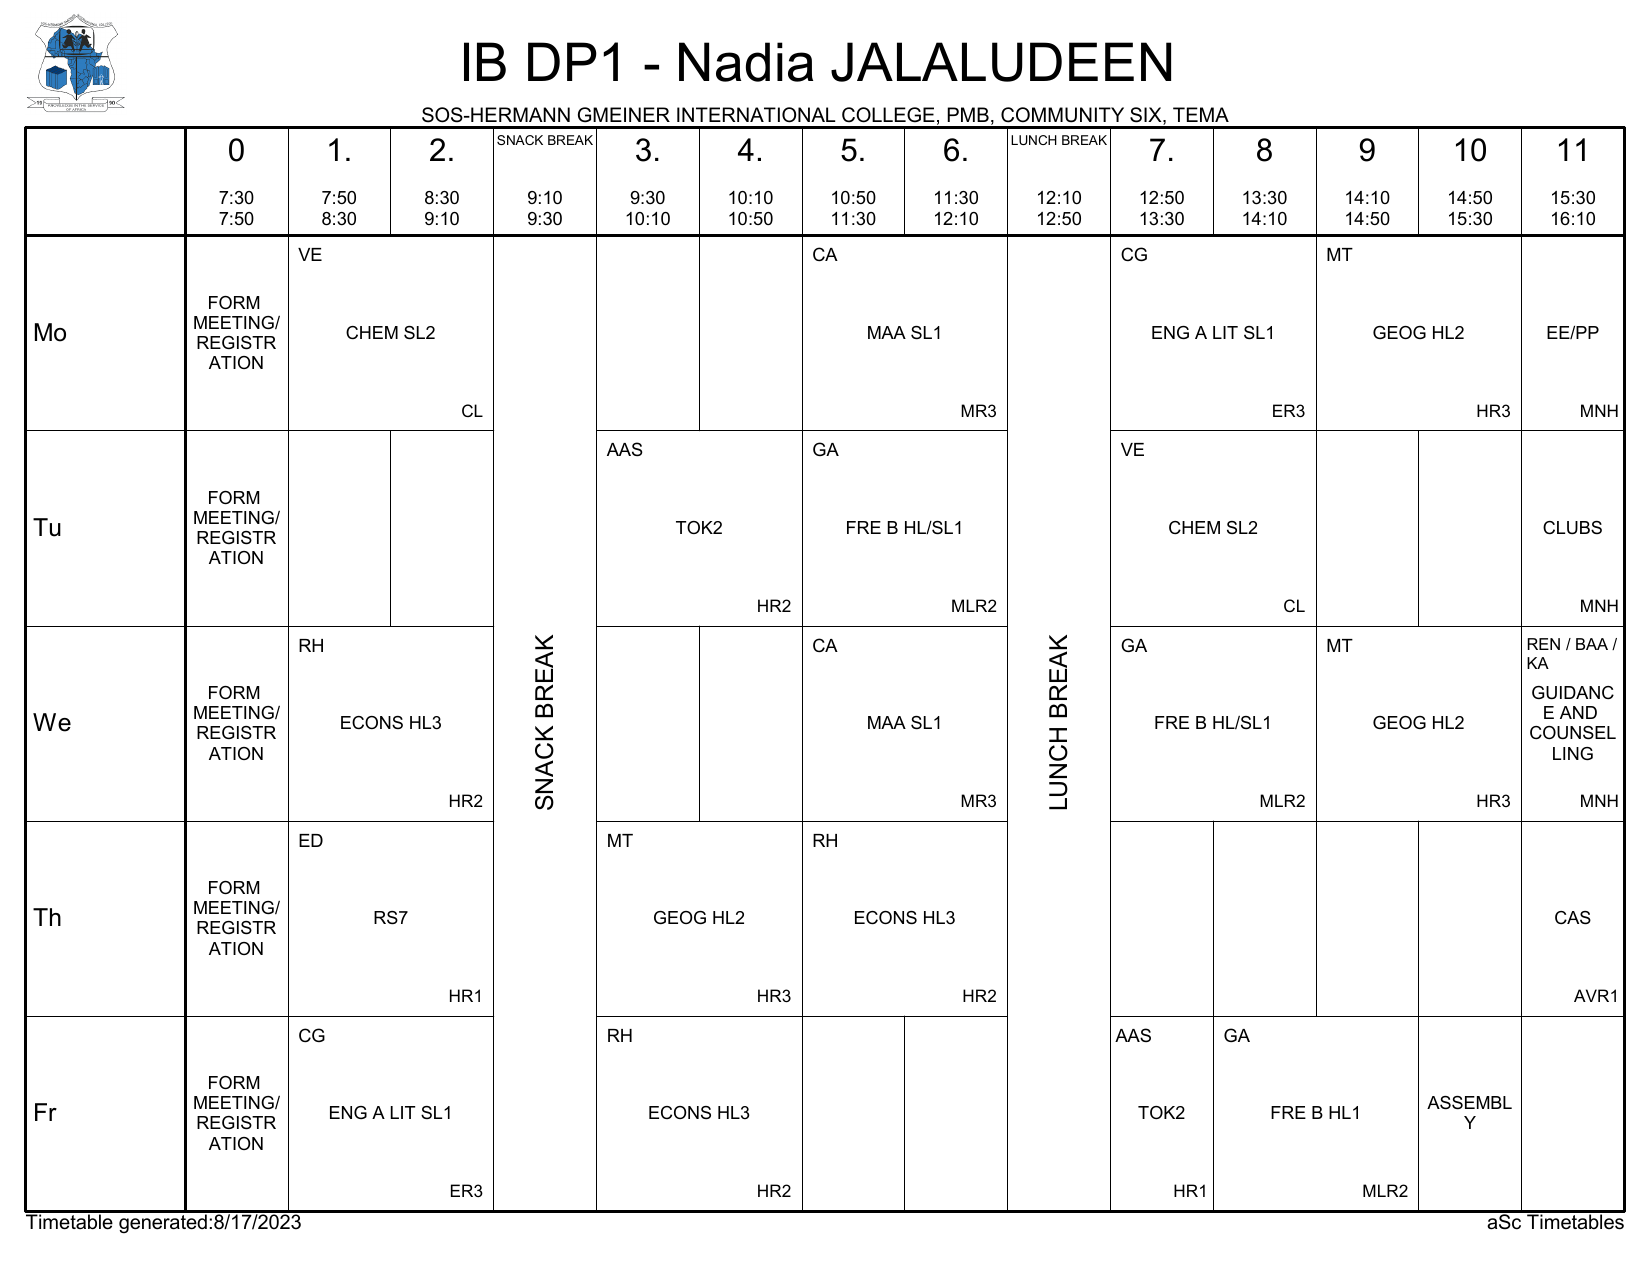 IB DP1 - Nadia JALALUDEEN
SOS-HERMANN GMEINER INTERNATIONAL COLLEGE, PMB, COMMUNITY SIX, TEMA
0 1. 2. SNACK BREAK 3. 4. 5. 6. LUNCH BREAK 7. 8 9 10 11
7:30 7:50 8:30 9:10 9:30 10:10 10:50 11:30 12:10 12:50 13:30 14:10 14:50 15:30
7:50 8:30 9:10 9:30 10:10 10:50 11:30 12:10 12:50 13:30 14:10 14:50 15:30 16:10
Mo
FORM
MEETING/
REGISTR
ATION
VE
CHEM SL2
CL
CA
MAA SL1
MR3
CG
ENG A LIT SL1
ER3
MT
GEOG HL2
HR3
EE/PP
MNH
Tu
FORM
MEETING/
REGISTR
ATION
AAS
TOK2
HR2
GA
FRE B HL/SL1
MLR2
VE
CHEM SL2
CL
CLUBS
MNH
We
FORM
MEETING/
REGISTR
ATION
RH
ECONS HL3
HR2
SNACK BREAK
CA
MAA SL1
MR3
LUNCH BREAK
GA
FRE B HL/SL1
MLR2
MT
GEOG HL2
HR3
REN / BAA /
KA
GUIDANC
E AND
COUNSEL
LING
MNH
Th
FORM
MEETING/
REGISTR
ATION
ED
RS7
HR1
MT
GEOG HL2
HR3
RH
ECONS HL3
HR2
CAS
AVR1
Fr
FORM
MEETING/
REGISTR
ATION
CG
ENG A LIT SL1
ER3
RH
ECONS HL3
HR2
AAS
TOK2
HR1
GA
FRE B HL1
MLR2
ASSEMBL
Y
Timetable generated:8/17/2023
aSc Timetables